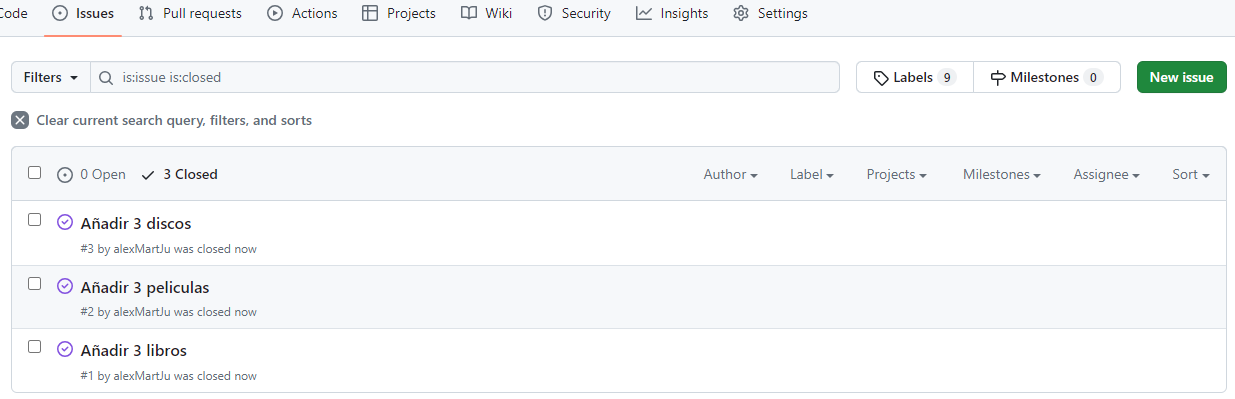 Code Issues Pull requests Actions Projects Wiki Security Insights Settings
Filters is:issue is:closed Labels 9 Milestones 0 New issue
Clear current search query, filters, and sorts
0 Open 3 Closed Author Label Projects Milestones Assignee Sort
Añadir 3 discos
#3 by alexMartJu was closed now
Añadir 3 peliculas
#2 by alexMartJu was closed now
Añadir 3 libros
#1 by alexMartJu was closed now